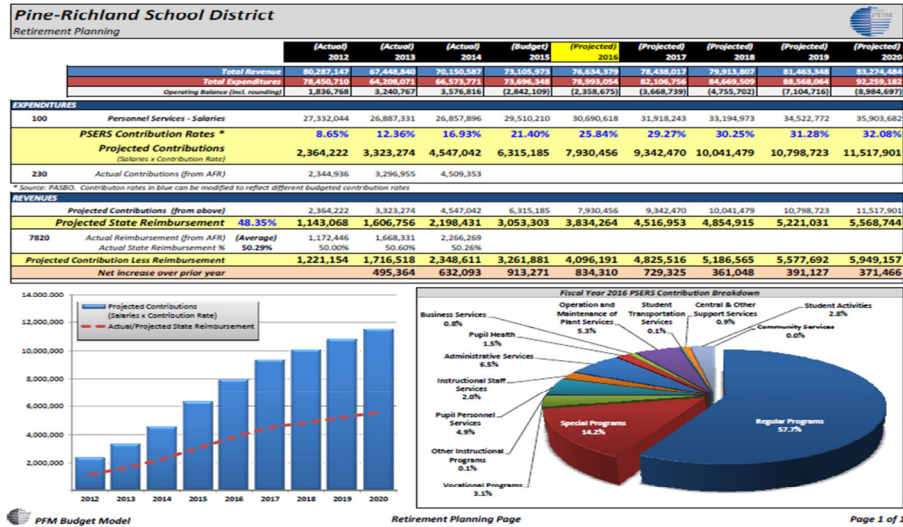 Pine-Richland School District
Retirement Planning
PFM
(Actual) (Actual) (Actual) (Budget) (Projected) (Projected) (Projected) (Projected) (Projected)
2012 2013 2014 2015 2016 2017 2018 2019 2020
Total Revenue 80,287,147 67,448,840 70,150,587 73,105,973 76,634,379 78,438,017 79,913,807 81,463,348 83,274,484
Total Expenditures 78,450,710 64,208,071 66,573,771 73,696,348 78,993,054 82,106,756 84,669,509 88,568,064 92,259,182
Operating Balance (incl. rounding) 1,836,768 3,240,767 3,576,816 (2,842,109) (2,358,675) (3,668,739) (4,755,702) (7,104,716) (8,984,697)
EXPENDITURES
100 Personnel Services - Salaries 27,332,044 26,887,331 26,857,896 29,510,210 30,690,618 31,918,243 33,194,973 34,522,772 35,903,682
PSERS Contribution Rates * 8.65% 12.36% 16.93% 21.40% 25.84% 29.27% 30.25% 31.28% 32.08%
Projected Contributions 2,364,222 3,323,274 4,547,042 6,315,185 7,930,456 9,342,470 10,041,479 10,798,723 11,517,901
(Salaries x Contribution Rate)
230 Actual Contributions (from AFR) 2,344,936 3,296,955 4,509,353
* Source: PASBO. Contribution rates in blue can be modified to reflect different budgeted contribution rates
REVENUES
Projected Contributions (from above) 2,364,222 3,323,274 4,547,042 6,315,185 7,930,456 9,342,470 10,041,479 10,798,723 11,517,901
Projected State Reimbursement 48.35% 1,143,068 1,606,756 2,198,431 3,053,303 3,834,264 4,516,953 4,854,915 5,221,031 5,568,744
7820 Actual Reimbursement (from AFR) (Average) 1,172,446 1,668,331 2,266,269
Actual State Reimbursement % 50.29% 50.00% 50.60% 50.26%
Projected Contribution Less Reimbursement 1,221,154 1,716,518 2,348,611 3,261,881 4,096,191 4,825,516 5,186,565 5,577,692 5,949,157
Net increase over prior year 495,364 632,093 913,271 834,310 729,325 361,048 391,127 371,466
14,000,000
12,000,000
10,000,000
8,000,000
6,000,000
4,000,000
2,000,000
Projected Contributions
(Salaries x Contribution Rate)
Actual/Projected State Reimbursement
2012 2013 2014 2015 2016 2017 2018 2019 2020
Fiscal Year 2016 PSERS Contribution Breakdown
Business Services
0.8%
Pupil Health
1.5%
Administrative Services
6.5%
Instructional Staff
Services
2.0%
Pupil Personnel
Services
4.9%
Other Instructional
Programs
0.1%
Vocational Programs
3.1%
Operation and
Maintenance of
Plant Services
5.3%
Student
Transportation
Services
0.1%
Central & Other
Support Services
0.9%
Student Activities
2.8%
Community Services
0.0%
Special Programs
14.2%
Regular Programs
57.7%
PFM Budget Model
Retirement Planning Page
Page 1 of 1